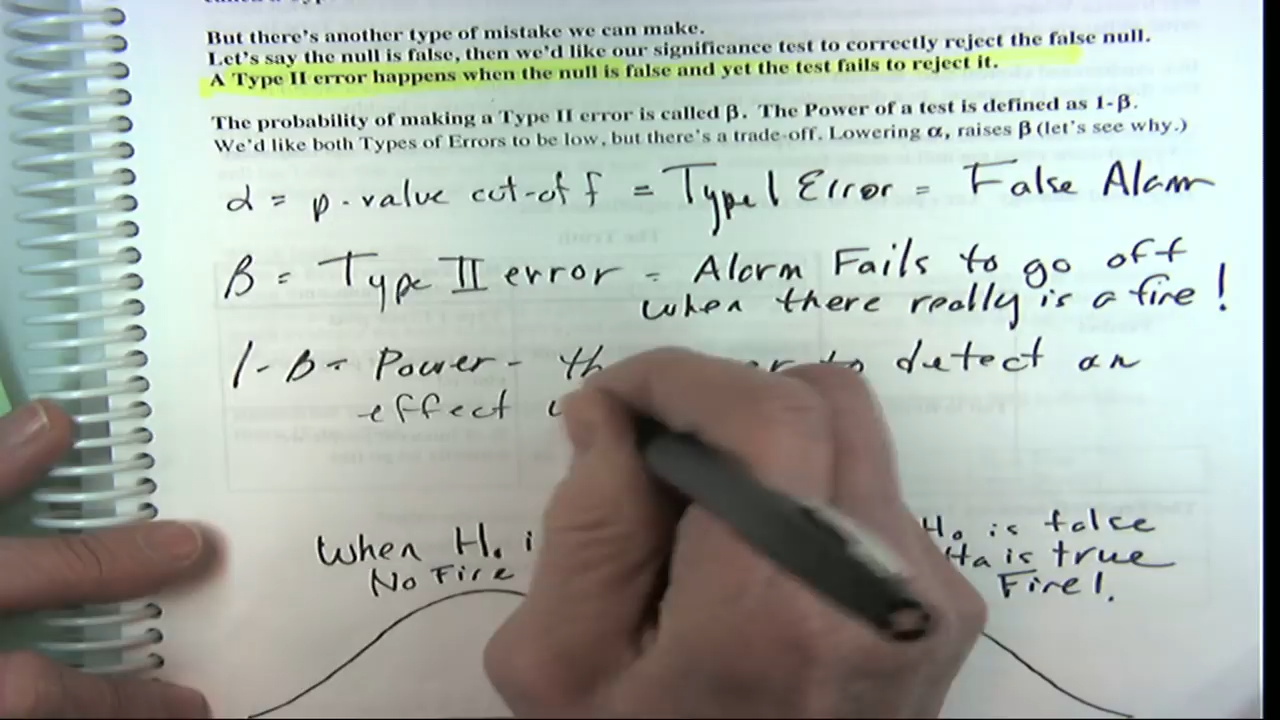 But there's another type of mistake we can make.
Let's say the null is false, then we'd like our significance test to correctly reject the false null.
A Type II error happens when the null is false and yet the test fails to reject it.
The probability of making a Type II error is called β. The Power of a test is defined as 1-β.
We'd like both Types of Errors to be low, but there's a trade-off. Lowering α, raises β (let's see why.)
α = p-value cut-off = Type I Error = False Alarm
β = Type II error - Alarm Fails to go off
when there really is a fire!
1-β = Power - to detect an
effect
When H₀ H₀ is false
No Fire Ha is true
Fire!